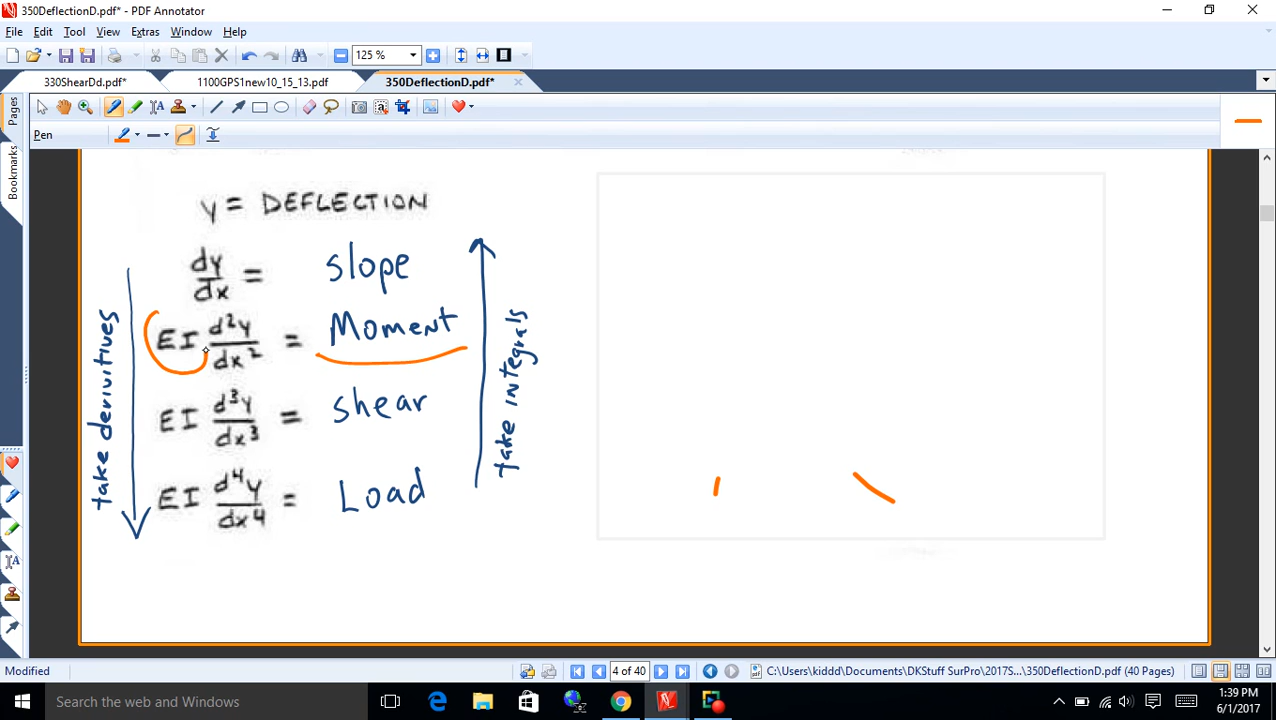 350DeflectionD.pdf* - PDF Annotator
File Edit Tool View Extras Window Help
125 %
330ShearDd.pdf* 1100GPS1new10_15_13.pdf 350DeflectionD.pdf*
Pen
Pages
Bookmarks
y = DEFLECTION
dy/dx = slope
EI d²y/dx² = Moment
EI d³y/dx³ = shear
EI d⁴y/dx⁴ = Load
take derivitives
take integrals
Modified
4 of 40
C:\Users\kiddd\Documents\DKStuff SurPro\2017S...\350DeflectionD.pdf (40 Pages)
Search the web and Windows
1:39 PM
6/1/2017